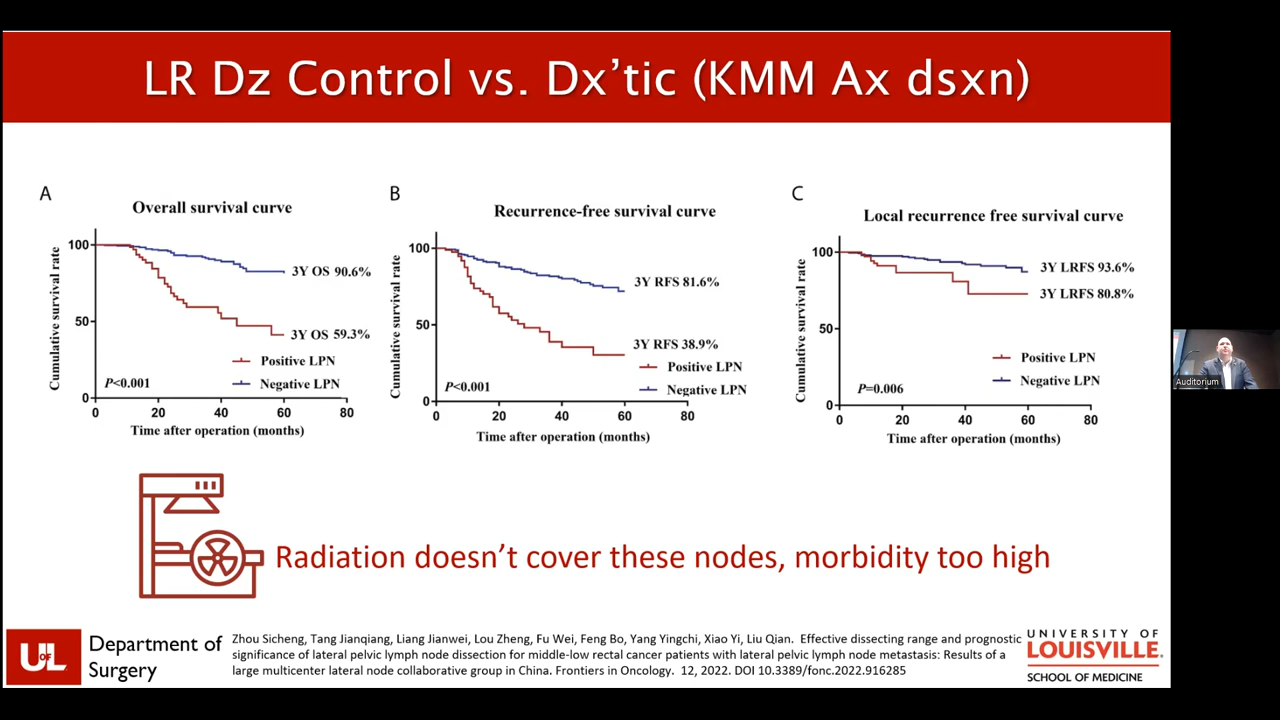 LR Dz Control vs. Dx’tic (KMM Ax dsxn)
A
Overall survival curve
Cumulative survival rate
100
50
0
3Y OS 90.6%
3Y OS 59.3%
Positive LPN
Negative LPN
P<0.001
0 20 40 60 80
Time after operation (months)
B
Recurrence-free survival curve
Cumulative survival rate
100
50
0
3Y RFS 81.6%
3Y RFS 38.9%
Positive LPN
Negative LPN
P<0.001
0 20 40 60 80
Time after operation (months)
C
Local recurrence free survival curve
Cumulative survival rate
100
50
0
3Y LRFS 93.6%
3Y LRFS 80.8%
Positive LPN
Negative LPN
P=0.006
0 20 40 60 80
Time after operation (months)
Auditorium
Radiation doesn’t cover these nodes, morbidity too high
UofL
Department of
Surgery
Zhou Sicheng, Tang Jianqiang, Liang Jianwei, Lou Zheng, Fu Wei, Feng Bo, Yang Yingchi, Xiao Yi, Liu Qian. Effective dissecting range and prognostic
significance of lateral pelvic lymph node dissection for middle-low rectal cancer patients with lateral pelvic lymph node metastasis: Results of a
large multicenter lateral node collaborative group in China. Frontiers in Oncology. 12, 2022. DOI 10.3389/fonc.2022.916285
UNIVERSITY OF
LOUISVILLE.
SCHOOL OF MEDICINE